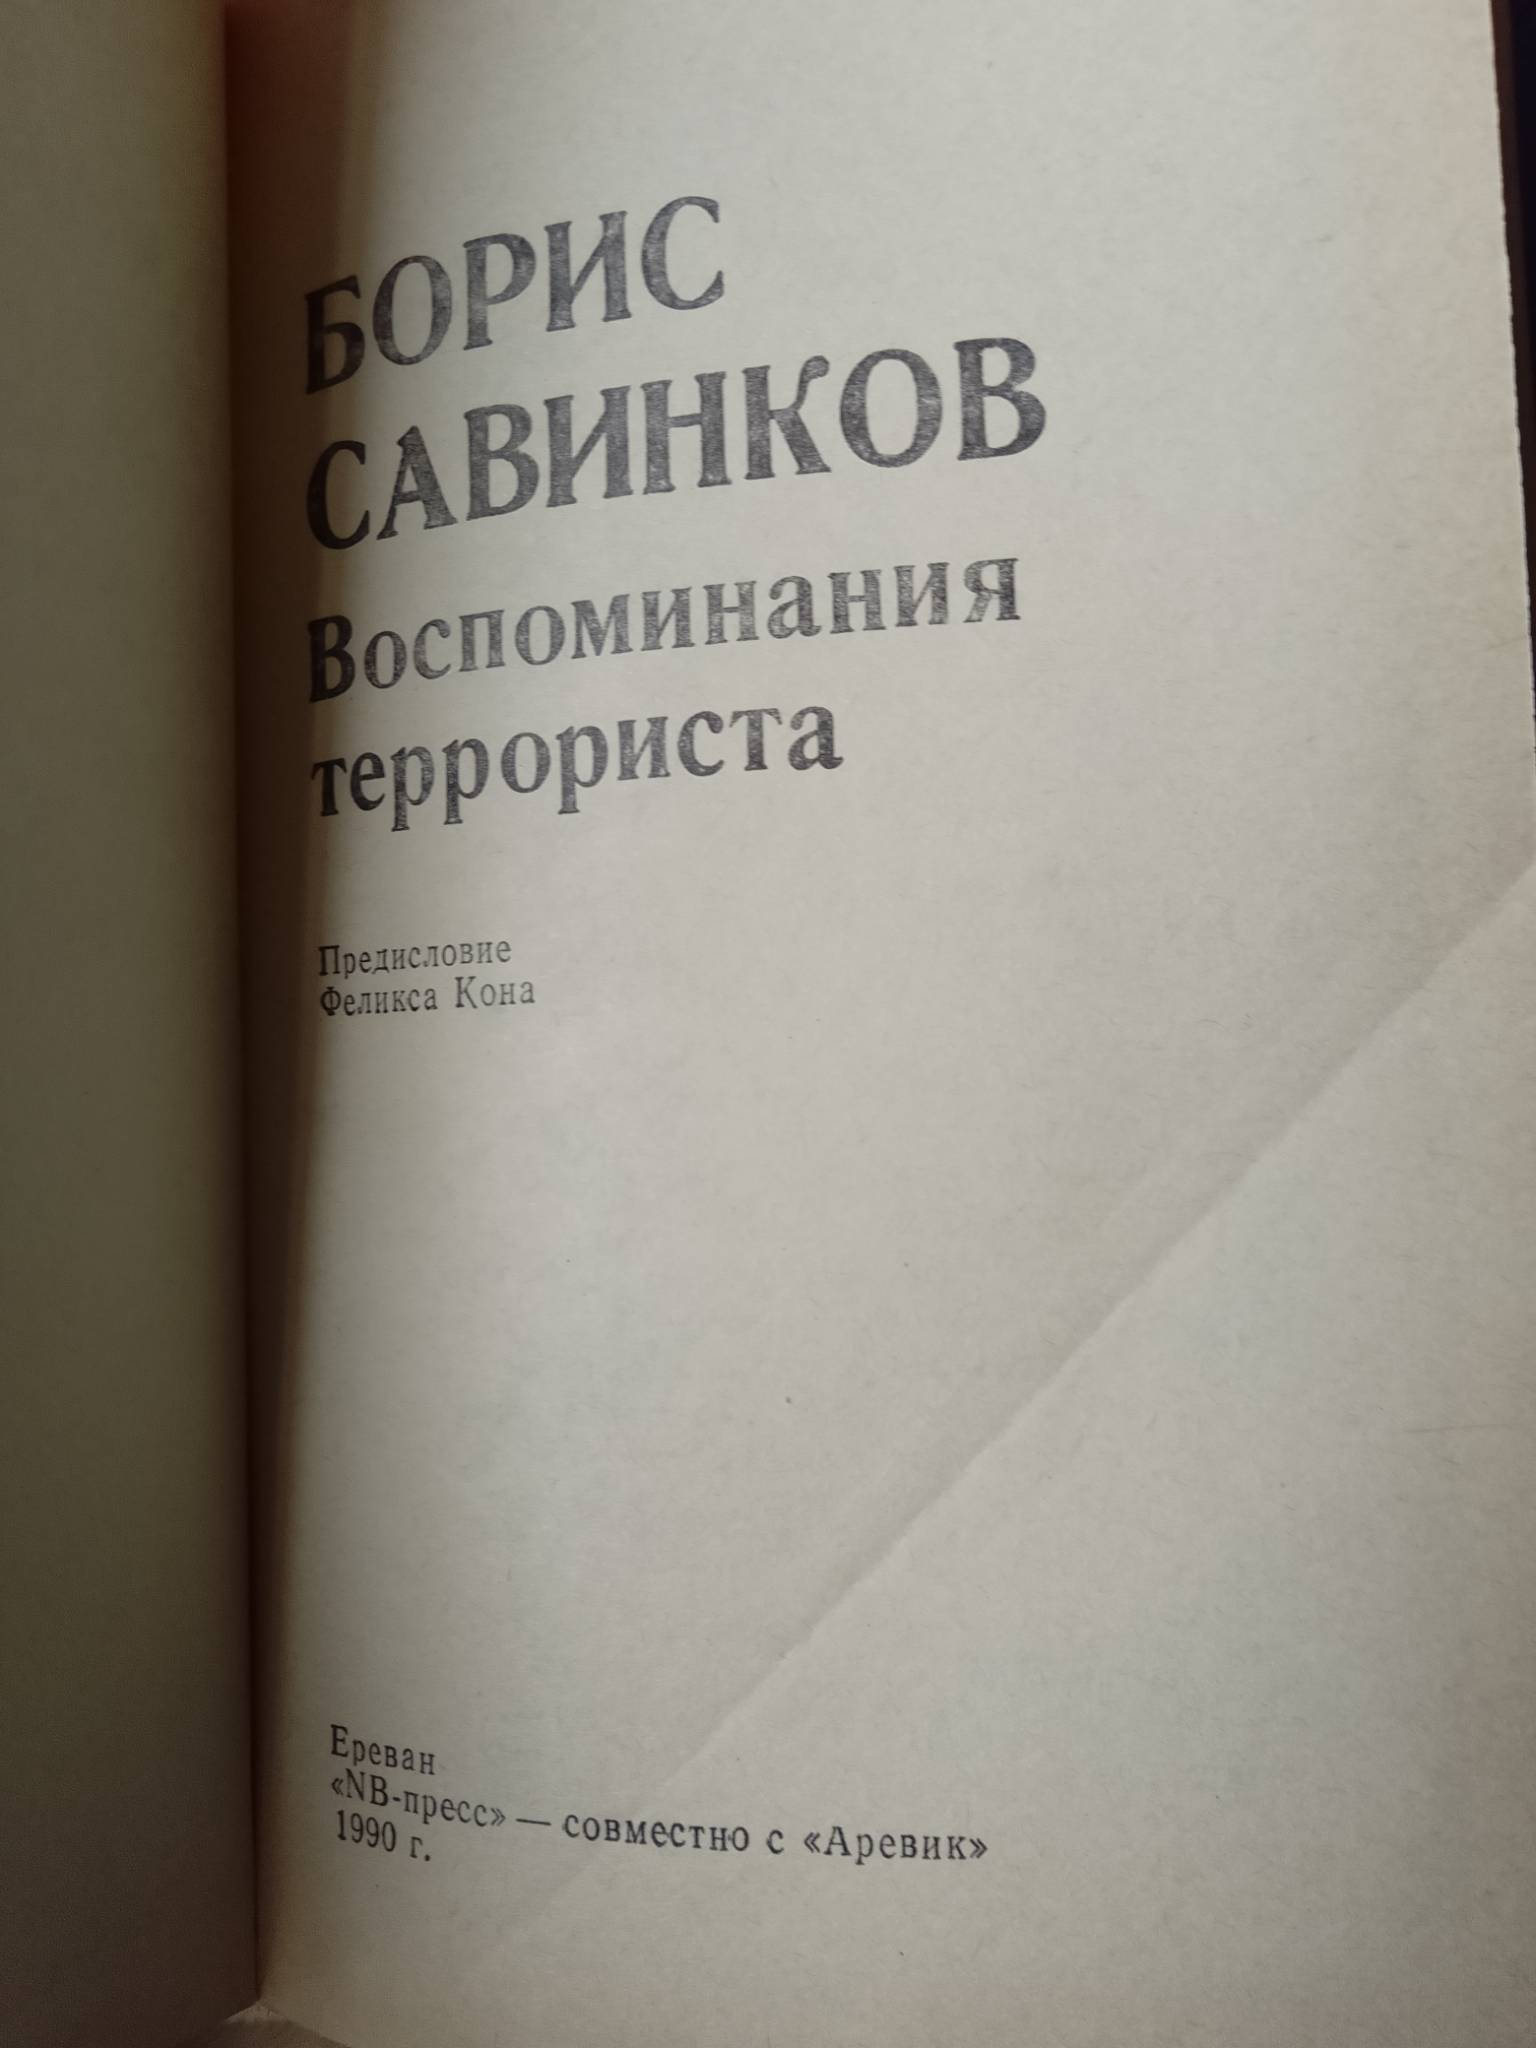 БОРИС
САВИНКОВ
Воспоминания
террориста
Предисловие
Феликса Кона
Ереван
«NB-пресс» — совместно с «Аревик»
1990 г.